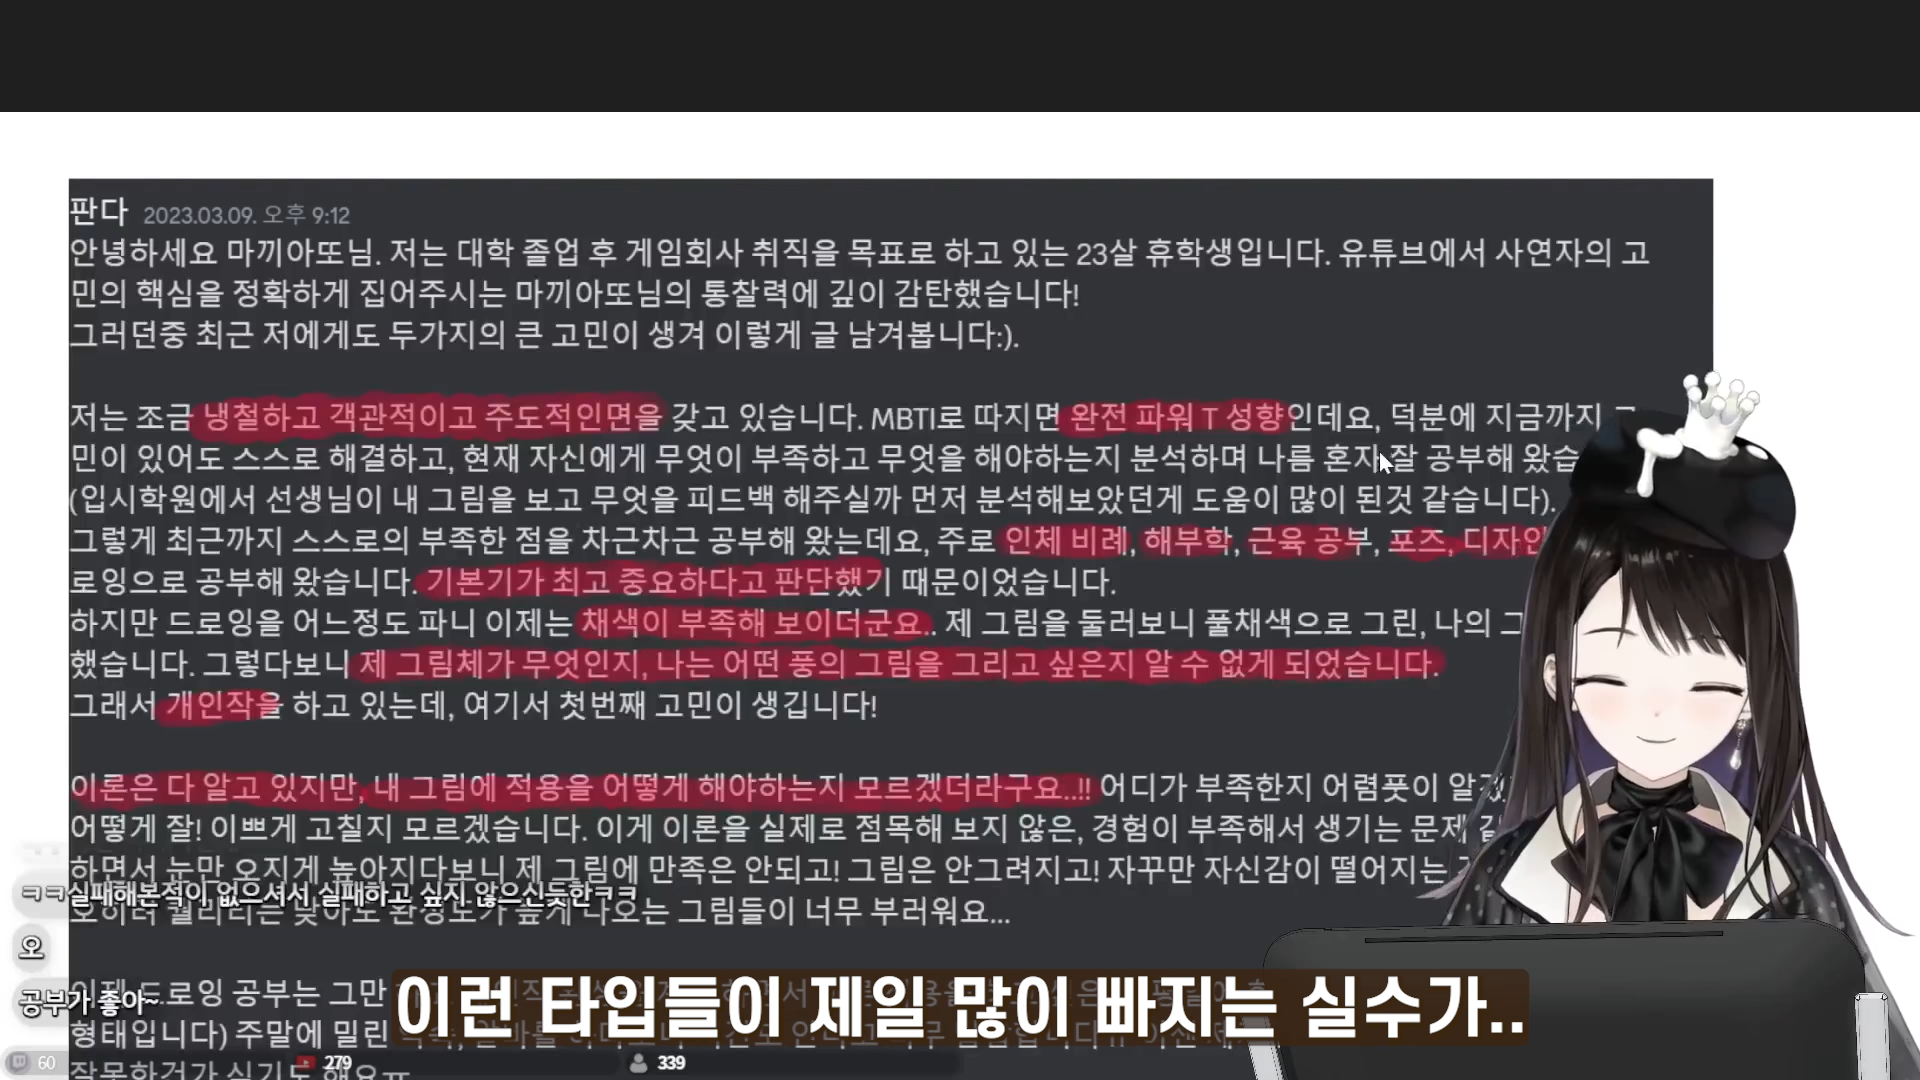 판다 2023.03.09. 오후 9:12
안녕하세요 마끼아또님. 저는 대학 졸업 후 게임회사 취직을 목표로 하고 있는 23살 휴학생입니다. 유튜브에서 사연자의 고
민의 핵심을 정확하게 집어주시는 마끼아또님의 통찰력에 깊이 감탄했습니다!
그러던중 최근 저에게도 두가지의 큰 고민이 생겨 이렇게 글 남겨봅니다:).
저는 조금 냉철하고 객관적이고 주도적인면을 갖고 있습니다. MBTI로 따지면 완전 파워 T 성향인데요, 덕분에 지금까지
민이 있어도 스스로 해결하고, 현재 자신에게 무엇이 부족하고 무엇을 해야하는지 분석하며 나름 혼자 잘 공부해 왔습
(입시학원에서 선생님이 내 그림을 보고 무엇을 피드백 해주실까 먼저 분석해보았던게 도움이 많이 된것 같습니다).
그렇게 최근까지 스스로의 부족한 점을 차근차근 공부해 왔는데요, 주로 인체 비례, 해부학, 근육 공부, 포즈, 디자인
로잉으로 공부해 왔습니다. 기본기가 최고 중요하다고 판단했기 때문이었습니다.
하지만 드로잉을 어느정도 파니 이제는 채색이 부족해 보이더군요.. 제 그림을 둘러보니 풀채색으로 그린, 나의 그
했습니다. 그렇다보니 제 그림체가 무엇인지, 나는 어떤 풍의 그림을 그리고 싶은지 알 수 없게 되었습니다.
그래서 개인작을 하고 있는데, 여기서 첫번째 고민이 생깁니다!
이론은 다 알고 있지만, 내 그림에 적용을 어떻게 해야하는지 모르겠더라구요..!! 어디가 부족한지 어렴풋이 알겠
어떻게 잘! 이쁘게 고칠지 모르겠습니다. 이게 이론을 실제로 점목해 보지 않은, 경험이 부족해서 생기는 문제
하면서 눈만 오지게 높아지다보니 제 그림에 만족은 안되고! 그림은 안그려지고! 자꾸만 자신감이 떨어지는
ㅋㅋ실패해본적이 없으셔서 실패하고 싶지 않으신듯한ㅋㅋ
나오는 그림들이 너무 부러워요...
오
드로잉 공부는 그만
공부가 좋아~
이런 타입들이 제일 많이 빠지는 실수가..
형태입니다) 주말에 밀린
60 279 339